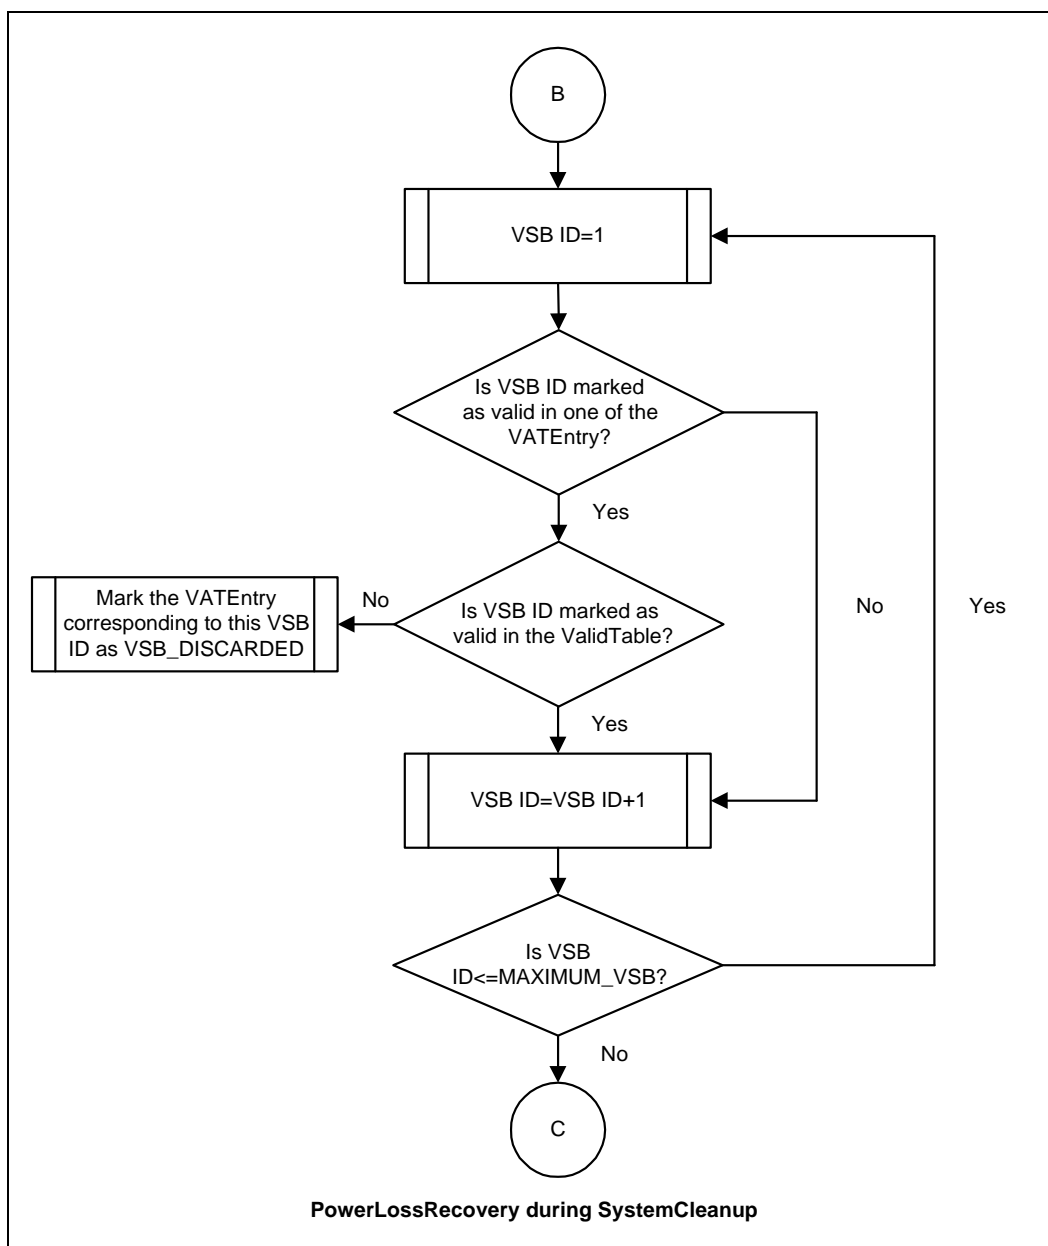 B
VSB ID=1
Is VSB ID marked
as valid in one of the
VATEntry?
Yes
Mark the VATEntry
corresponding to this VSB
ID as VSB_DISCARDED
No
Is VSB ID marked as
valid in the ValidTable?
No
Yes
Yes
VSB ID=VSB ID+1
Is VSB
ID<=MAXIMUM_VSB?
No
C
PowerLossRecovery during SystemCleanup